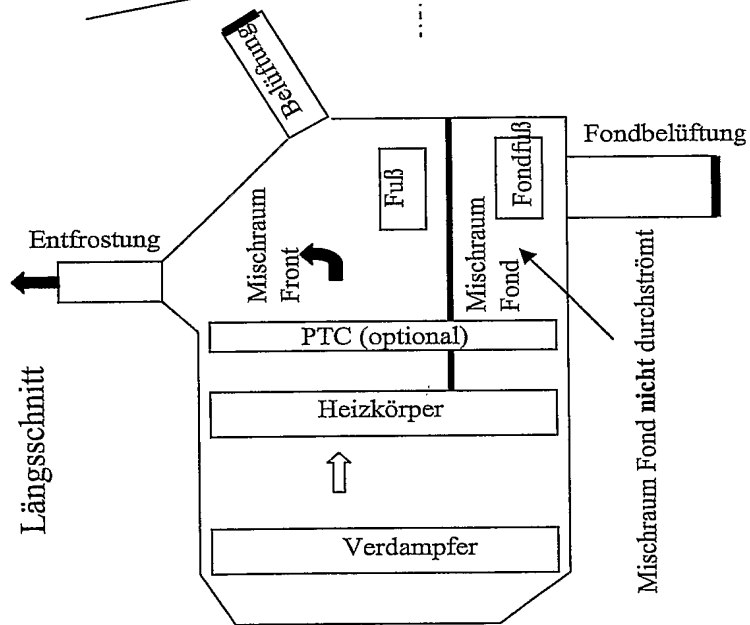 Längsschnitt
Entfrostung
Belüftung
Mischraum
Front
Fuß
Mischraum
Fond
Fondfuß
Fondbelüftung
PTC (optional)
Heizkörper
Verdampfer
Mischraum Fond nicht durchströmt